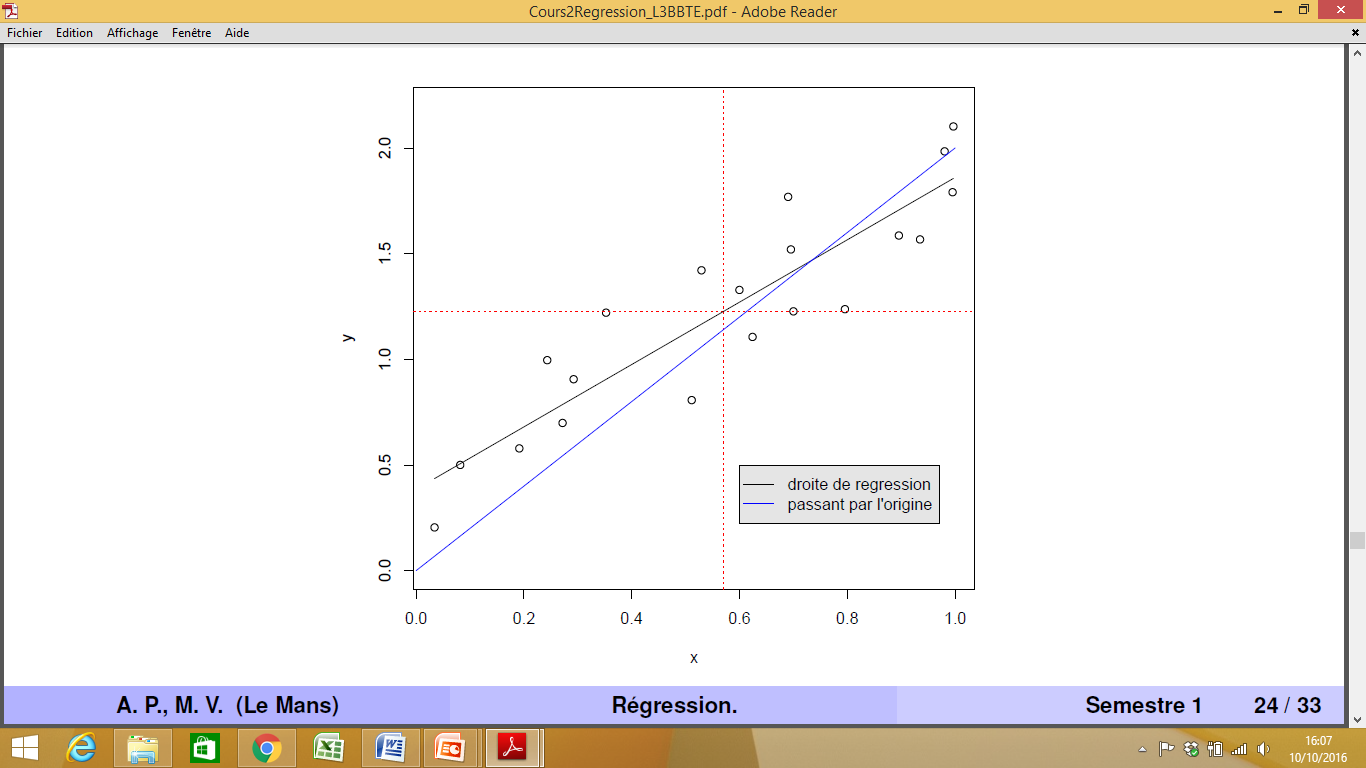 Cours2Regression_L3BBTE.pdf - Adobe Reader
Fichier Edition Affichage Fenêtre Aide
2.0
1.5
1.0
0.5
0.0
y
droite de regression
passant par l'origine
0.0 0.2 0.4 0.6 0.8 1.0
x
A. P., M. V. (Le Mans) Régression. Semestre 1 24 / 33
16:07
10/10/2016